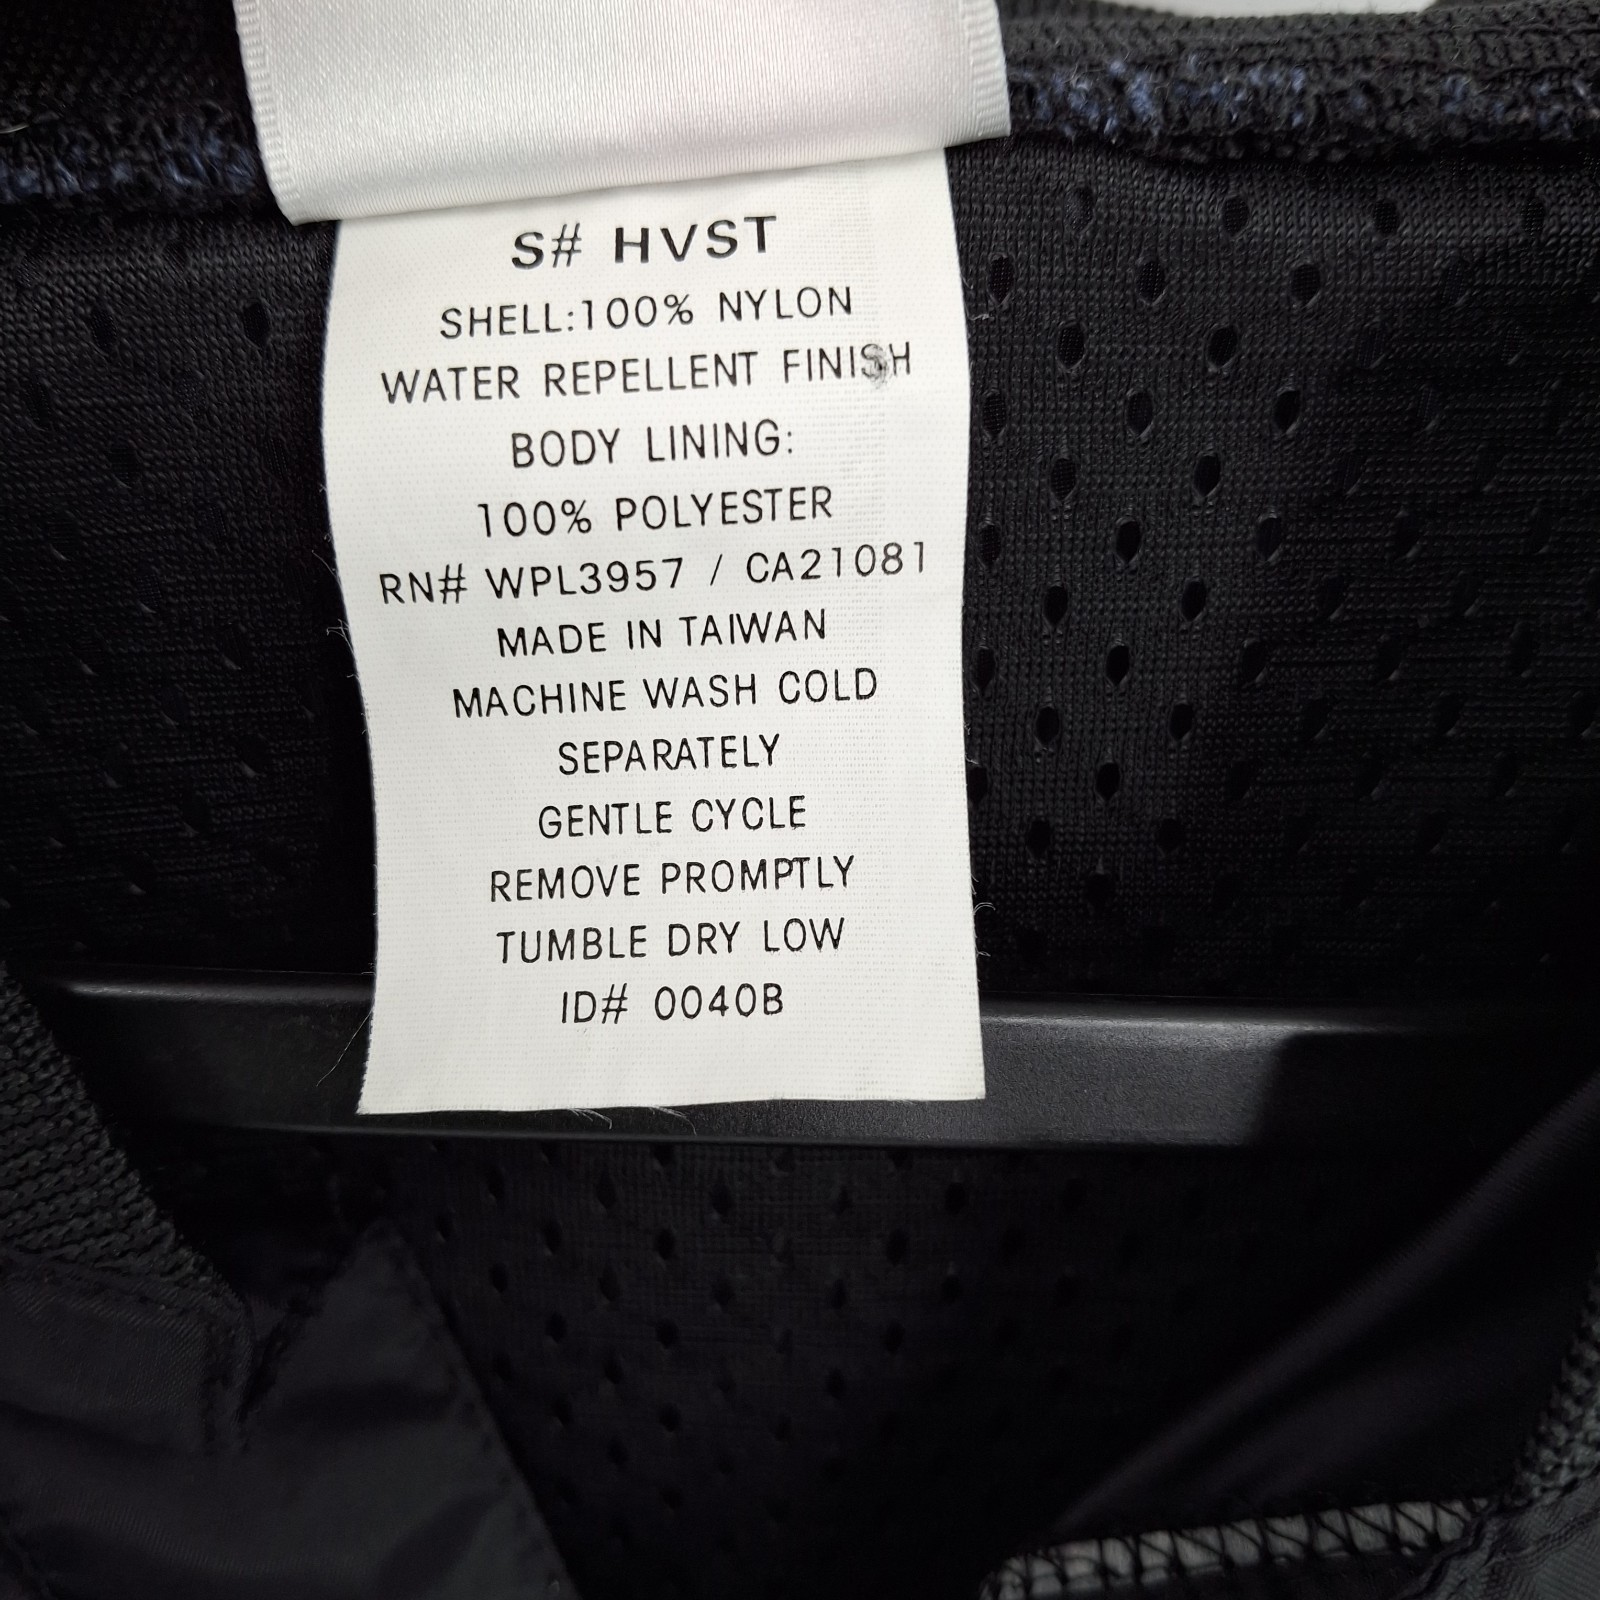 S# HVST
SHELL:100% NYLON
WATER REPELLENT FINISH
BODY LINING:
100% POLYESTER
RN# WPL3957 / CA21081
MADE IN TAIWAN
MACHINE WASH COLD
SEPARATELY
GENTLE CYCLE
REMOVE PROMPTLY
TUMBLE DRY LOW
ID# 0040B